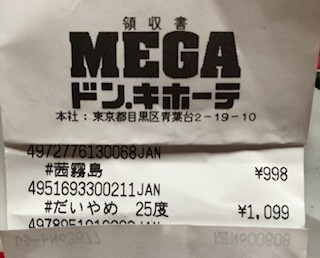 領収書
MEGA
ドン.キホーテ
本社:東京都目黒区青葉台2-19-10
4972776130068JAN
#茜霧島 ¥998
4951693300211JAN
#だいやめ 25度 ¥1,099